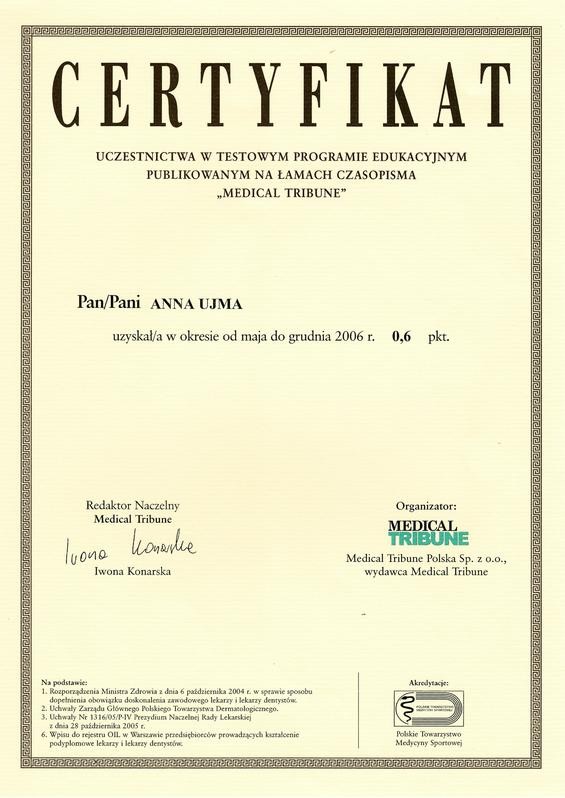 CERTYFIKAT
UCZESTNICTWA W TESTOWYM PROGRAMIE EDUKACYJNYM
PUBLIKOWANYM NA ŁAMACH CZASOPISMA
„MEDICAL TRIBUNE”
Pan/Pani ANNA UJMA
uzyskał/a w okresie od maja do grudnia 2006 r. 0,6 pkt.
Redaktor Naczelny
Medical Tribune
Iwona Konarska
Iwona Konarska
Organizator:
MEDICAL
TRIBUNE
Medical Tribune Polska Sp. z o.o.,
wydawca Medical Tribune
Na podstawie:
1. Rozporządzenia Ministra Zdrowia z dnia 6 października 2004 r. w sprawie sposobu
dopełnienia obowiązku doskonalenia zawodowego lekarzy i lekarzy dentystów.
2. Uchwały Zarządu Głównego Polskiego Towarzystwa Dermatologicznego.
3. Uchwały Nr 1316/05/P-IV Prezydium Naczelnej Rady Lekarskiej
z dnia 28 października 2005 r.
6. Wpisu do rejestru OIL w Warszawie przedsiębiorców prowadzących kształcenie
podyplomowe lekarzy i lekarzy dentystów.
Akredytacje:
POLSKIE TOWARZYSTWO
MEDYCYNY SPORTOWEJ
Polskie Towarzystwo
Medycyny Sportowej